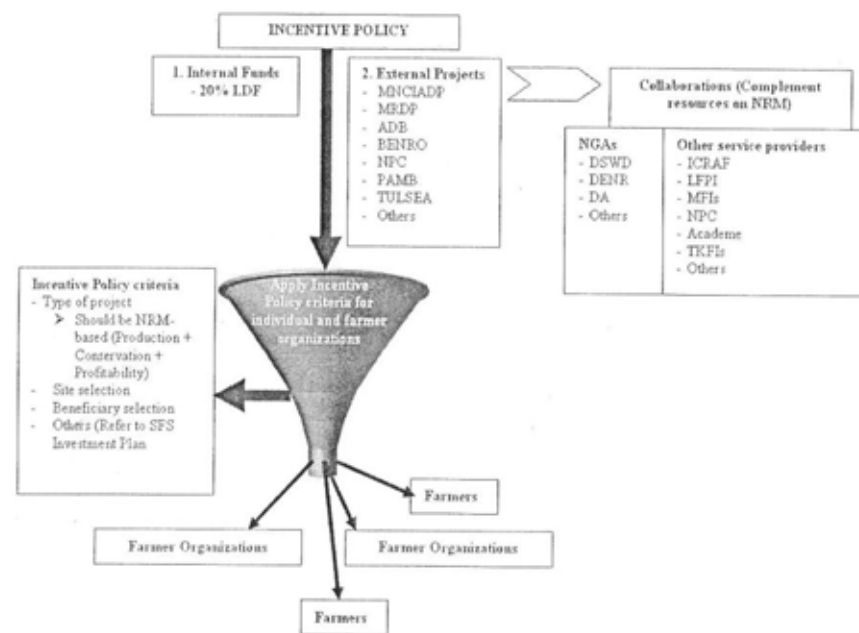 INCENTIVE POLICY
1. Internal Funds
- 20% LDF
2. External Projects
- MNCIADP
- MRDP
- ADB
- BENRO
- NPC
- PAMB
- TULSEA
- Others
Collaborations (Complement
resources on NRM)
NGAs
- DSWD
- DENR
- DA
- Others
Other service providers
- ICRAF
- LFPI
- MFIs
- NPC
- Academe
- TKFIs
- Others
Apply Incentive
Policy criteria for
individual and farmer
organizations
Incentive Policy criteria
- Type of project
➢ Should be NRM-
based (Production +
Conservation +
Profitability)
- Site selection
- Beneficiary selection
- Others (Refer to SFS
Investment Plan
Farmers
Farmer Organizations
Farmer Organizations
Farmers